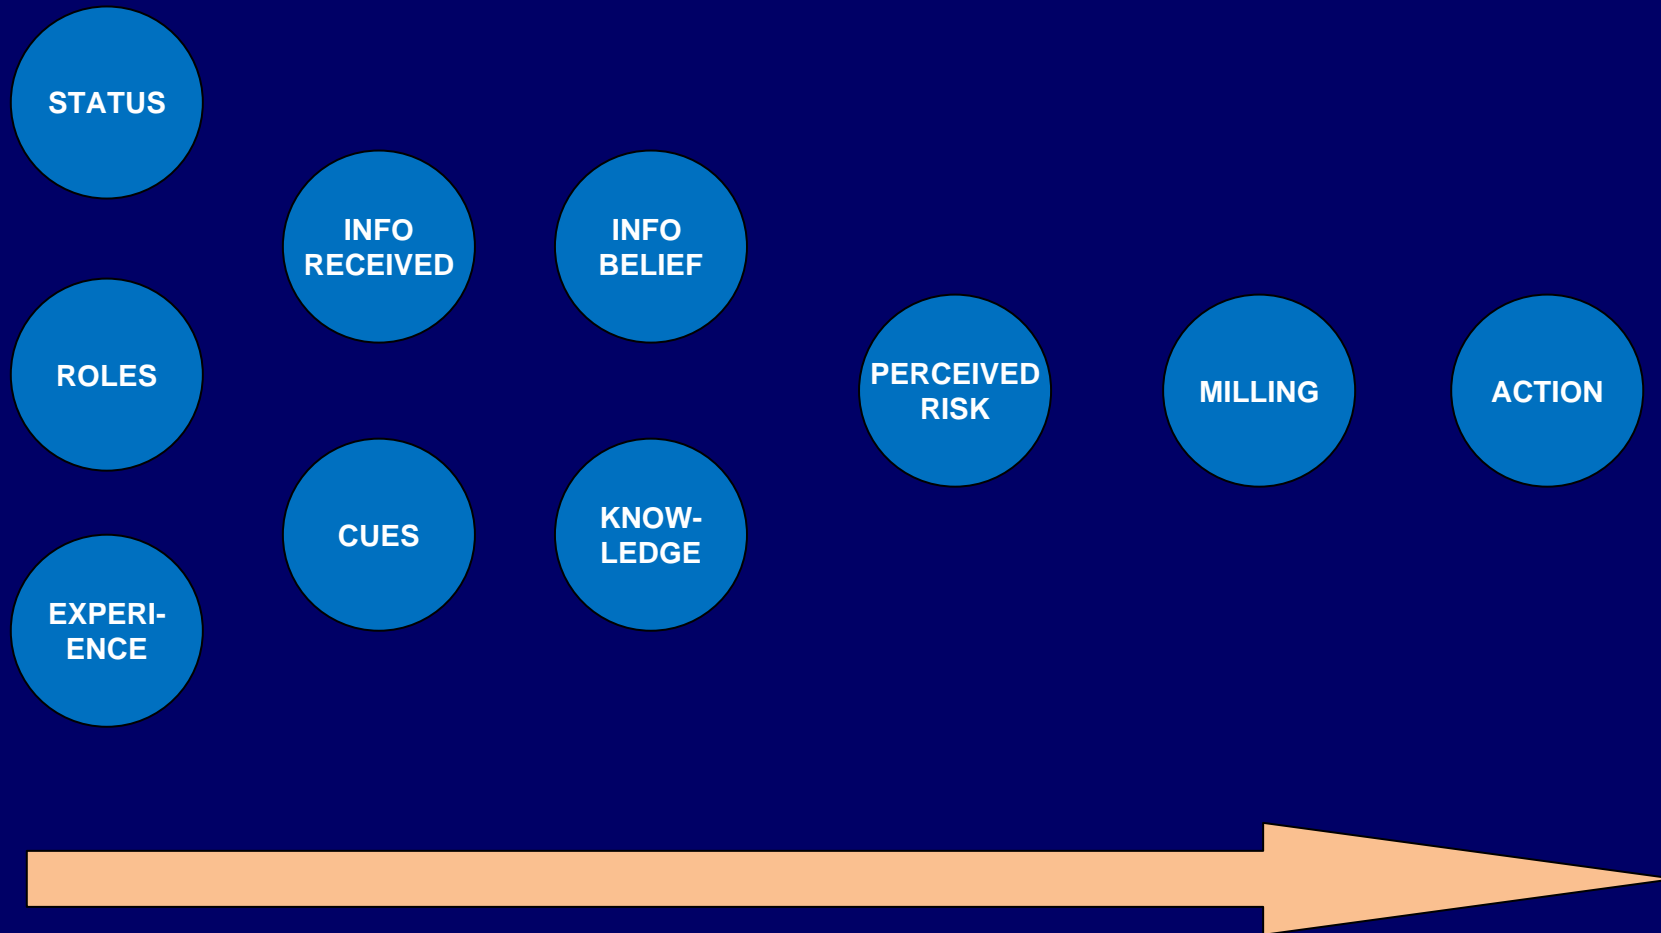 STATUS
ROLES
EXPERI-
ENCE
INFO
RECEIVED
CUES
INFO
BELIEF
KNOW-
LEDGE
PERCEIVED
RISK
MILLING
ACTION